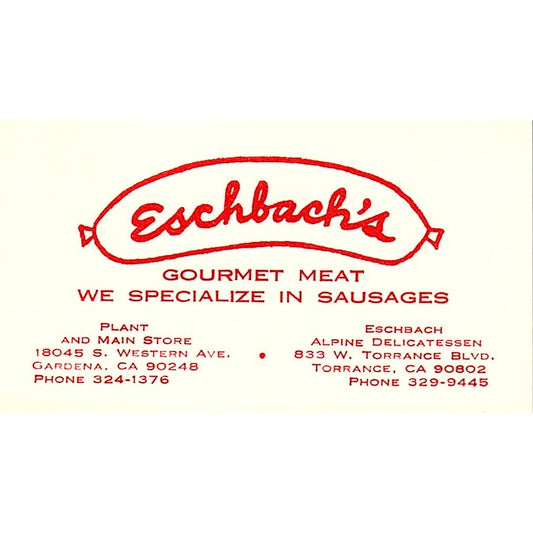 Eschbach's
GOURMET MEAT
WE SPECIALIZE IN SAUSAGES
PLANT
AND MAIN STORE
18045 S. WESTERN AVE.
GARDENA, CA 90248
PHONE 324-1376
•
ESCHBACH
ALPINE DELICATESSEN
833 W. TORRANCE BLVD.
TORRANCE, CA 90802
PHONE 329-9445